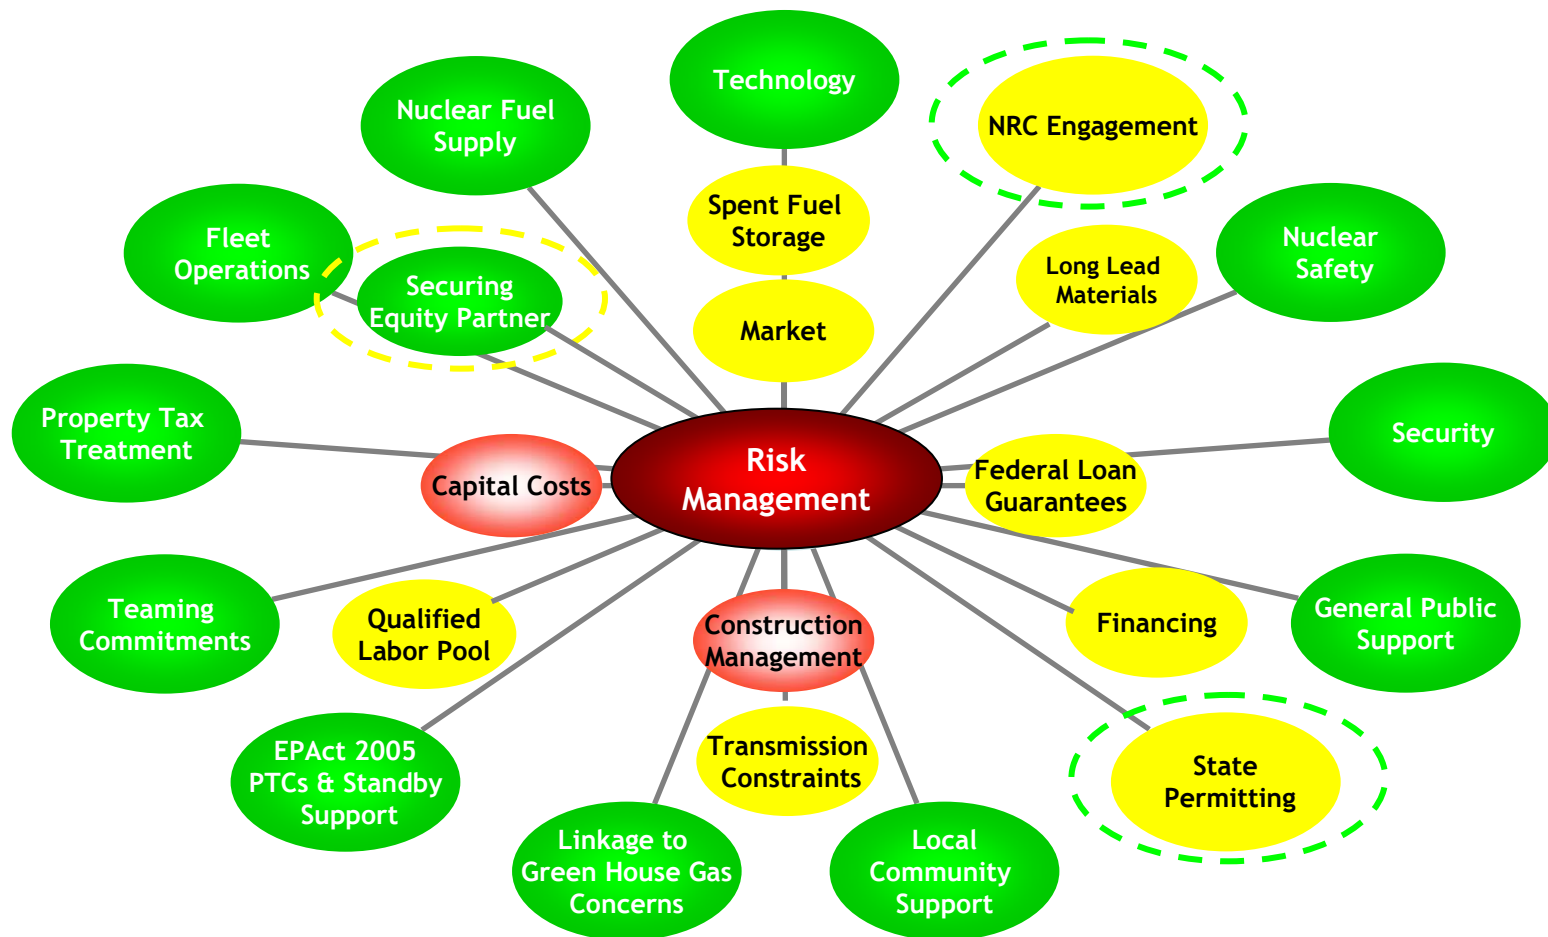 Technology
Nuclear Fuel
Supply
NRC Engagement
Spent Fuel
Storage
Fleet
Operations
Nuclear
Safety
Long Lead
Materials
Securing
Equity Partner
Market
Property Tax
Treatment
Security
Risk
Management
Capital Costs
Federal Loan
Guarantees
Teaming
Commitments
Qualified
Labor Pool
Construction
Management
Financing
General Public
Support
EPAct 2005
PTCs & Standby
Support
Transmission
Constraints
State
Permitting
Linkage to
Green House Gas
Concerns
Local
Community
Support